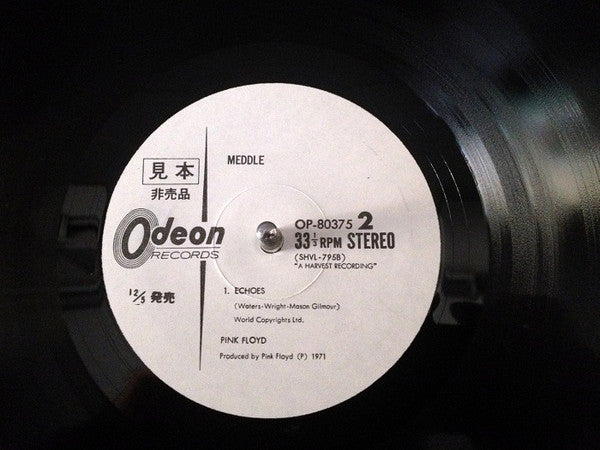 MEDDLE
見本
非売品
Odeon
RECORDS
12/5 発売
OP-80375 2
33 1/3 RPM STEREO
(SHVL-795B)
"A HARVEST RECORDING"
1. ECHOES
(Waters-Wright-Mason Gilmour)
World Copyrights Ltd.
PINK FLOYD
Produced by Pink Floyd (P) 1971